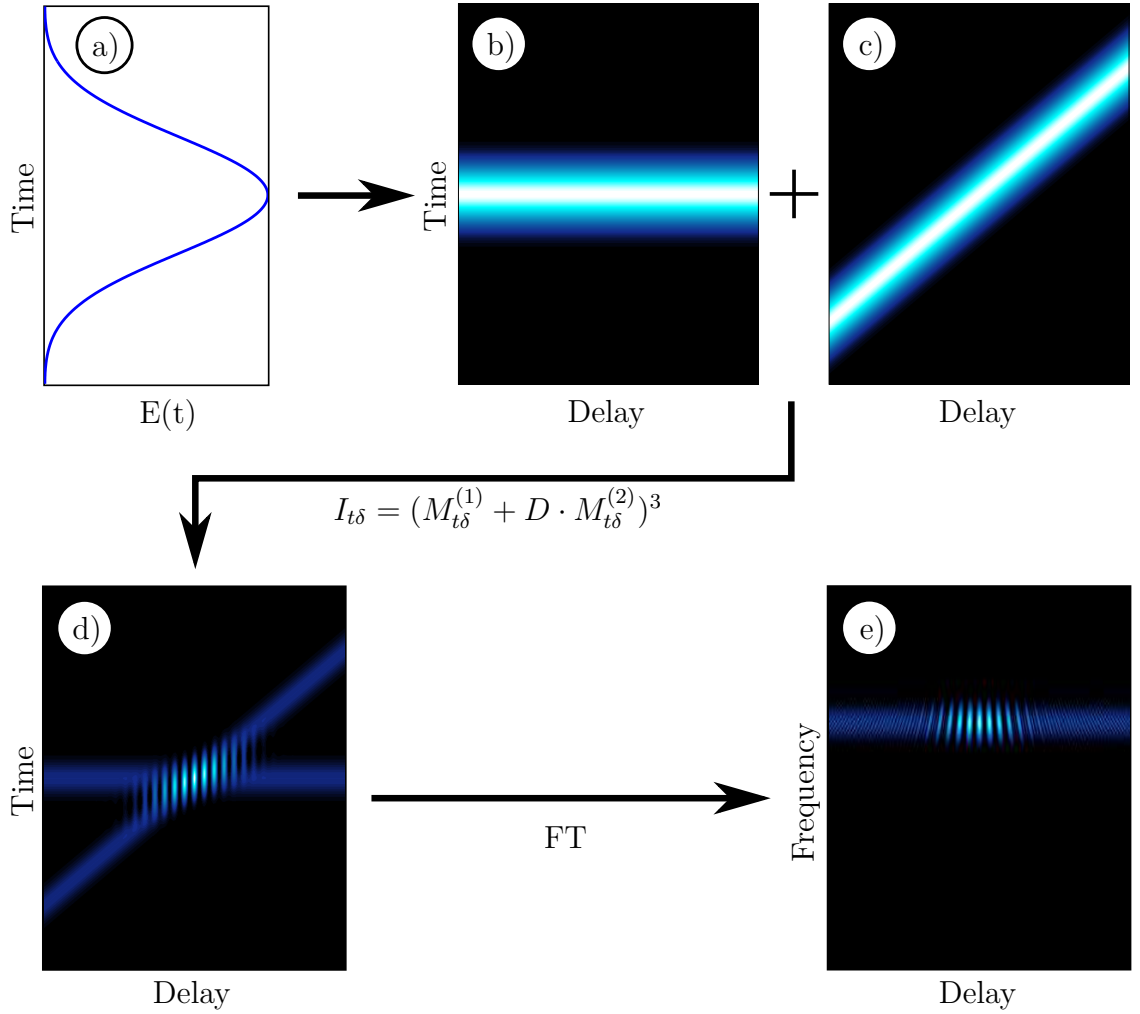 a)
Time
E(t)
b)
Time
Delay
+
c)
Delay
$I_{t\delta} = (M_{t\delta}^{(1)} + D \cdot M_{t\delta}^{(2)})^3$
d)
Time
Delay
FT
e)
Frequency
Delay